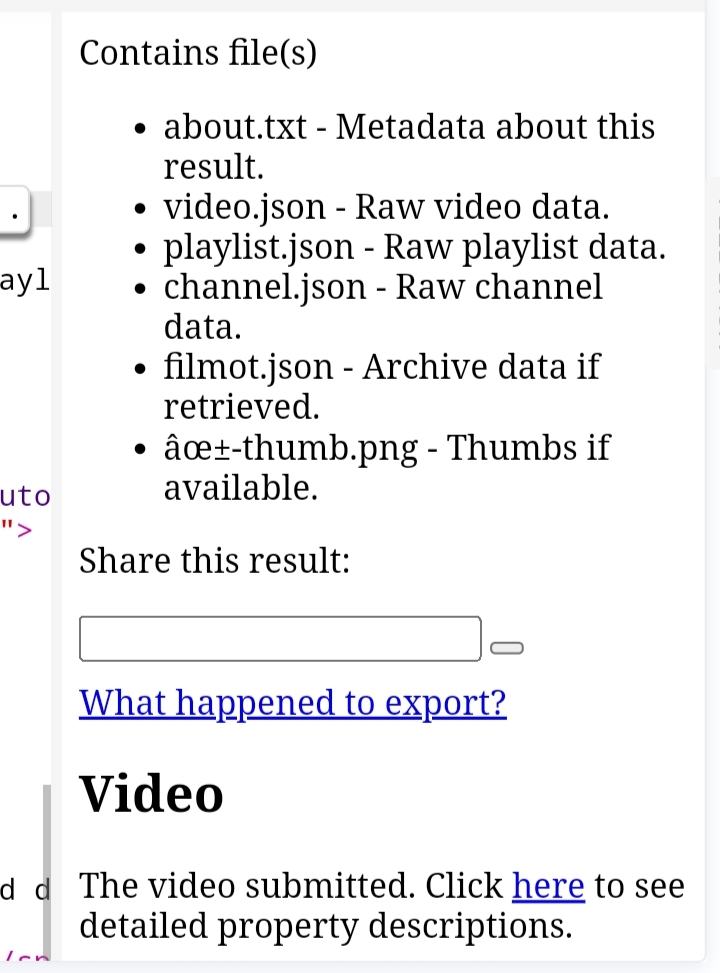 Contains file(s)
• about.txt - Metadata about this
result.
• video.json - Raw video data.
.
• playlist.json - Raw playlist data.
ayl
• channel.json - Raw channel
data.
• filmot.json - Archive data if
retrieved.
• âœ±-thumb.png - Thumbs if
available.
uto
">
Share this result:
What happened to export?
Video
d d
The video submitted. Click here to see
detailed property descriptions.